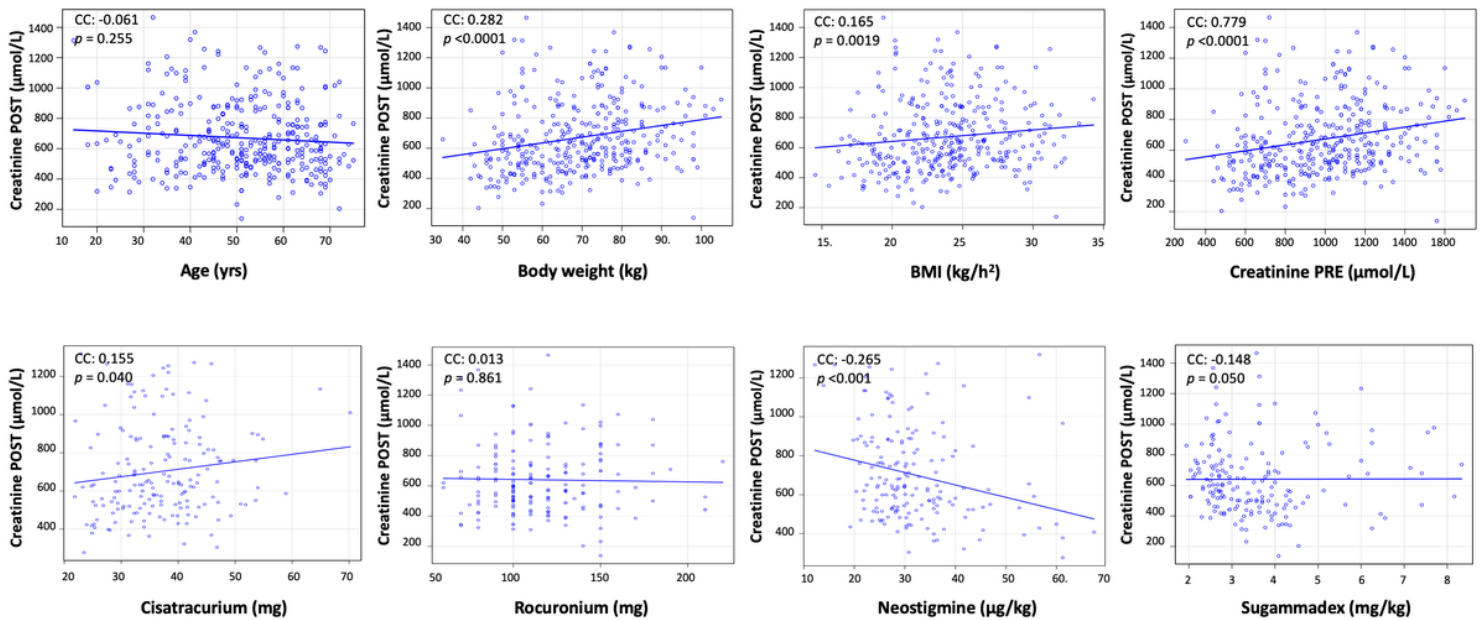 CC: -0.061
p = 0.255
Creatinine POST (μmol/L)
1400
1200
1000
800
600
400
200
10 20 30 40 50 60 70
Age (yrs)
CC: 0.282
p <0.0001
Creatinine POST (μmol/L)
1400
1200
1000
800
600
400
200
35 40 50 60 70 80 90. 100
Body weight (kg)
CC: 0.165
p = 0.0019
Creatinine POST (μmol/L)
1400
1200
1000
800
600
400
200
15. 20 25 30 35
BMI (kg/h²)
CC: 0.779
p <0.0001
Creatinine POST (μmol/L)
1400
1200
1000
800
600
400
200
200 400 600 800 1000 1200 1400 1600 1800
Creatinine PRE (μmol/L)
CC: 0.155
p = 0.040
Creatinine POST (μmol/L)
1200
1000
800
600
400
20 30 40 50 60 70
Cisatracurium (mg)
CC: 0.013
p = 0.861
Creatinine POST (μmol/L)
1400
1200
1000
800
600
400
200
50 100 150 200
Rocuronium (mg)
CC: -0.265
p <0.001
Creatinine POST (μmol/L)
1200
1000
800
600
400
10 20 30 40 50 60. 70
Neostigmine (μg/kg)
CC: -0.148
p = 0.050
Creatinine POST (μmol/L)
1400
1200
1000
800
600
400
200
2 3 4 5 6 7 8
Sugammadex (mg/kg)